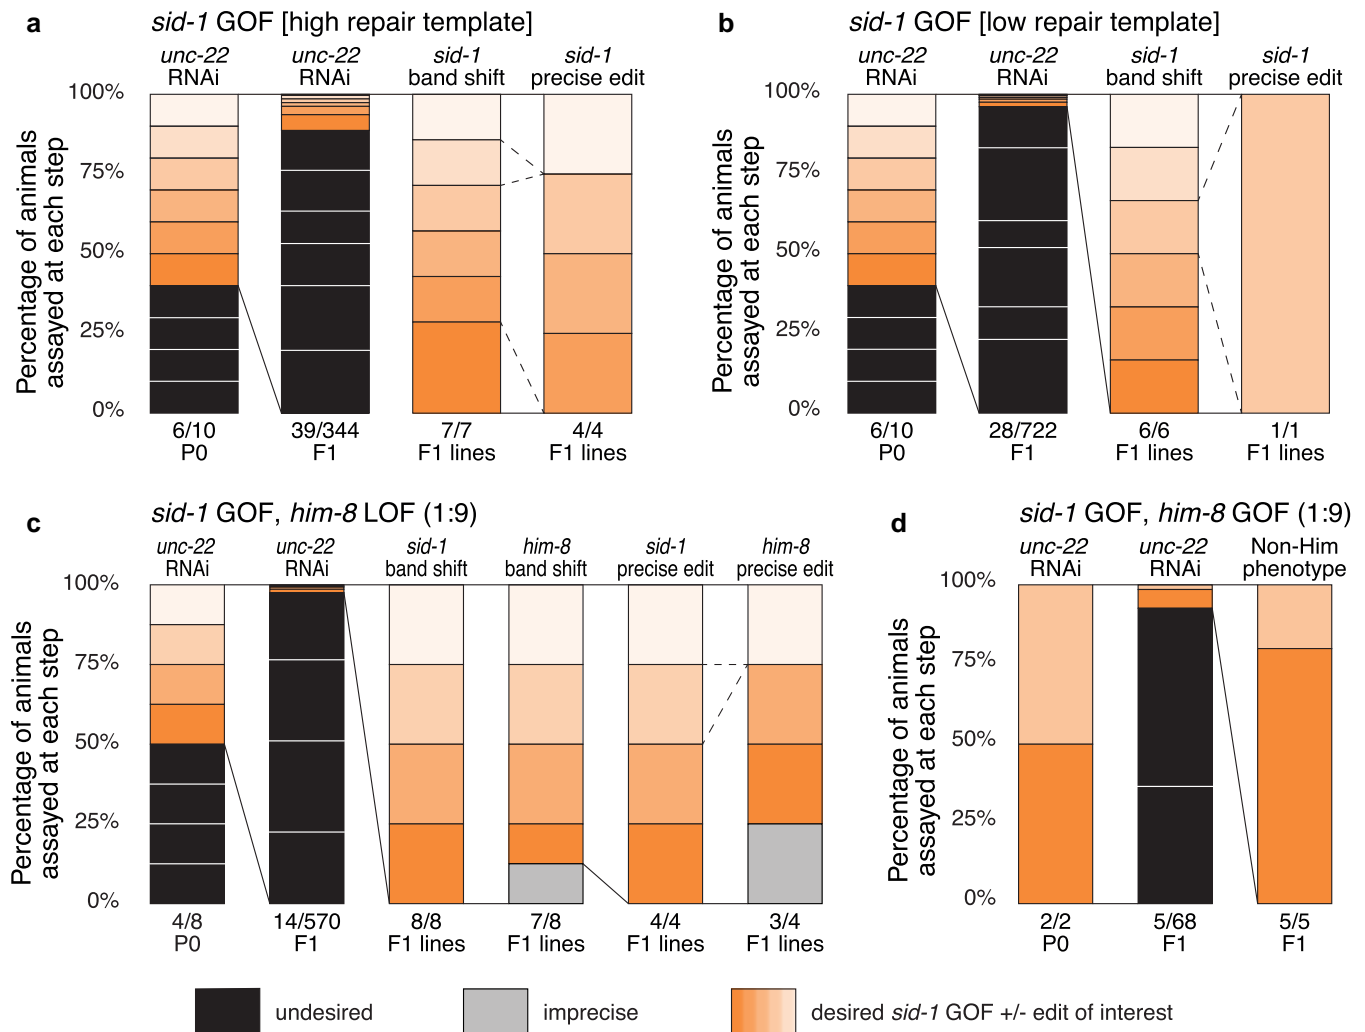 a
sid-1 GOF [high repair template]
unc-22
RNAi
unc-22
RNAi
sid-1
band shift
sid-1
precise edit
Percentage of animals
assayed at each step
100%
75%
50%
25%
0%
6/10
P0
39/344
F1
7/7
F1 lines
4/4
F1 lines
b
sid-1 GOF [low repair template]
unc-22
RNAi
unc-22
RNAi
sid-1
band shift
sid-1
precise edit
Percentage of animals
assayed at each step
100%
75%
50%
25%
0%
6/10
P0
28/722
F1
6/6
F1 lines
1/1
F1 lines
c
sid-1 GOF, him-8 LOF (1:9)
unc-22
RNAi
unc-22
RNAi
sid-1
band shift
him-8
band shift
sid-1
precise edit
him-8
precise edit
Percentage of animals
assayed at each step
100%
75%
50%
25%
0%
4/8
P0
14/570
F1
8/8
F1 lines
7/8
F1 lines
4/4
F1 lines
3/4
F1 lines
d
sid-1 GOF, him-8 GOF (1:9)
unc-22
RNAi
unc-22
RNAi
Non-Him
phenotype
Percentage of animals
assayed at each step
100%
75%
50%
25%
0%
2/2
P0
5/68
F1
5/5
F1
undesired
imprecise
desired sid-1 GOF +/- edit of interest